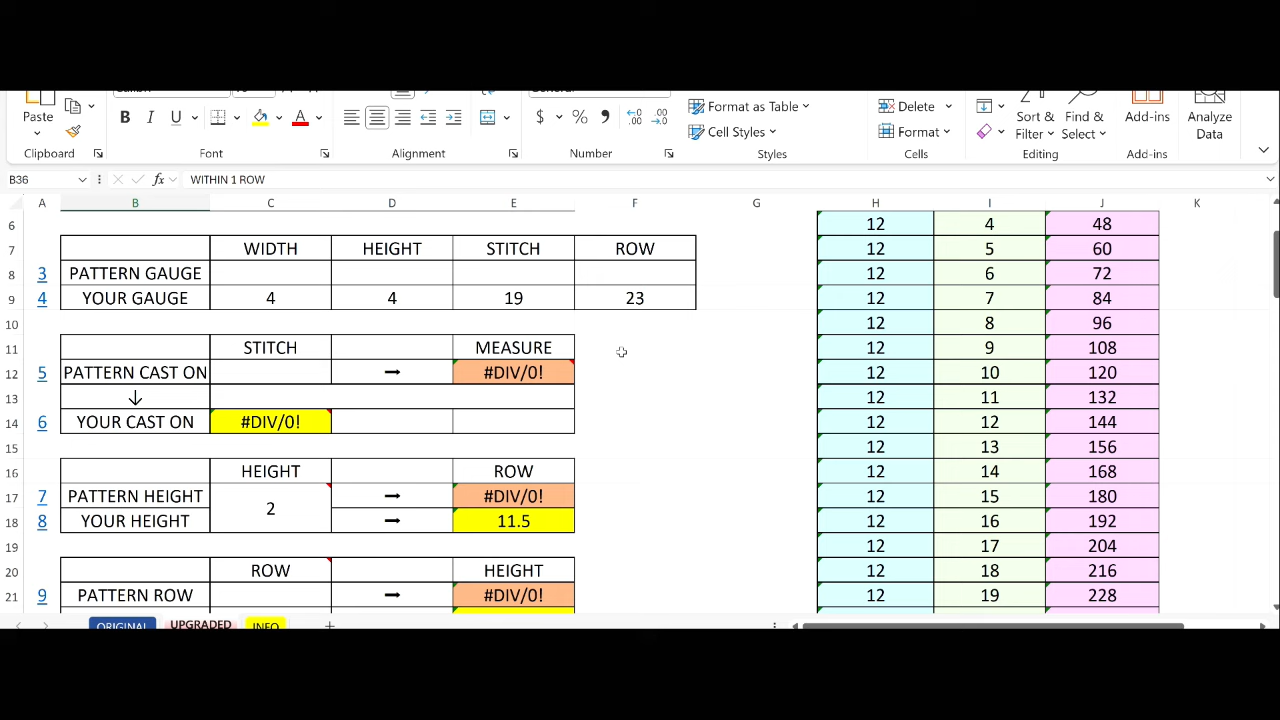 Paste
B I U A
$ % ,
Format as Table
Cell Styles
Delete
Format
Sort & Filter
Find & Select
Add-ins
Analyze Data
Clipboard
Font
Alignment
Number
Styles
Cells
Editing
Add-ins
B36 fx WITHIN 1 ROW
A B C D E F G H I J K
6 12 4 48
7 WIDTH HEIGHT STITCH ROW 12 5 60
3 8 PATTERN GAUGE 12 6 72
4 9 YOUR GAUGE 4 4 19 23 12 7 84
10 12 8 96
11 STITCH MEASURE 12 9 108
5 12 PATTERN CAST ON → #DIV/0! 12 10 120
13 ↓ 12 11 132
6 14 YOUR CAST ON #DIV/0! 12 12 144
15 12 13 156
16 HEIGHT ROW 12 14 168
7 17 PATTERN HEIGHT 2 → #DIV/0! 12 15 180
8 18 YOUR HEIGHT → 11.5 12 16 192
19 12 17 204
20 ROW HEIGHT 12 18 216
9 21 PATTERN ROW → #DIV/0! 12 19 228
ORIGINAL UPGRADED INFO +